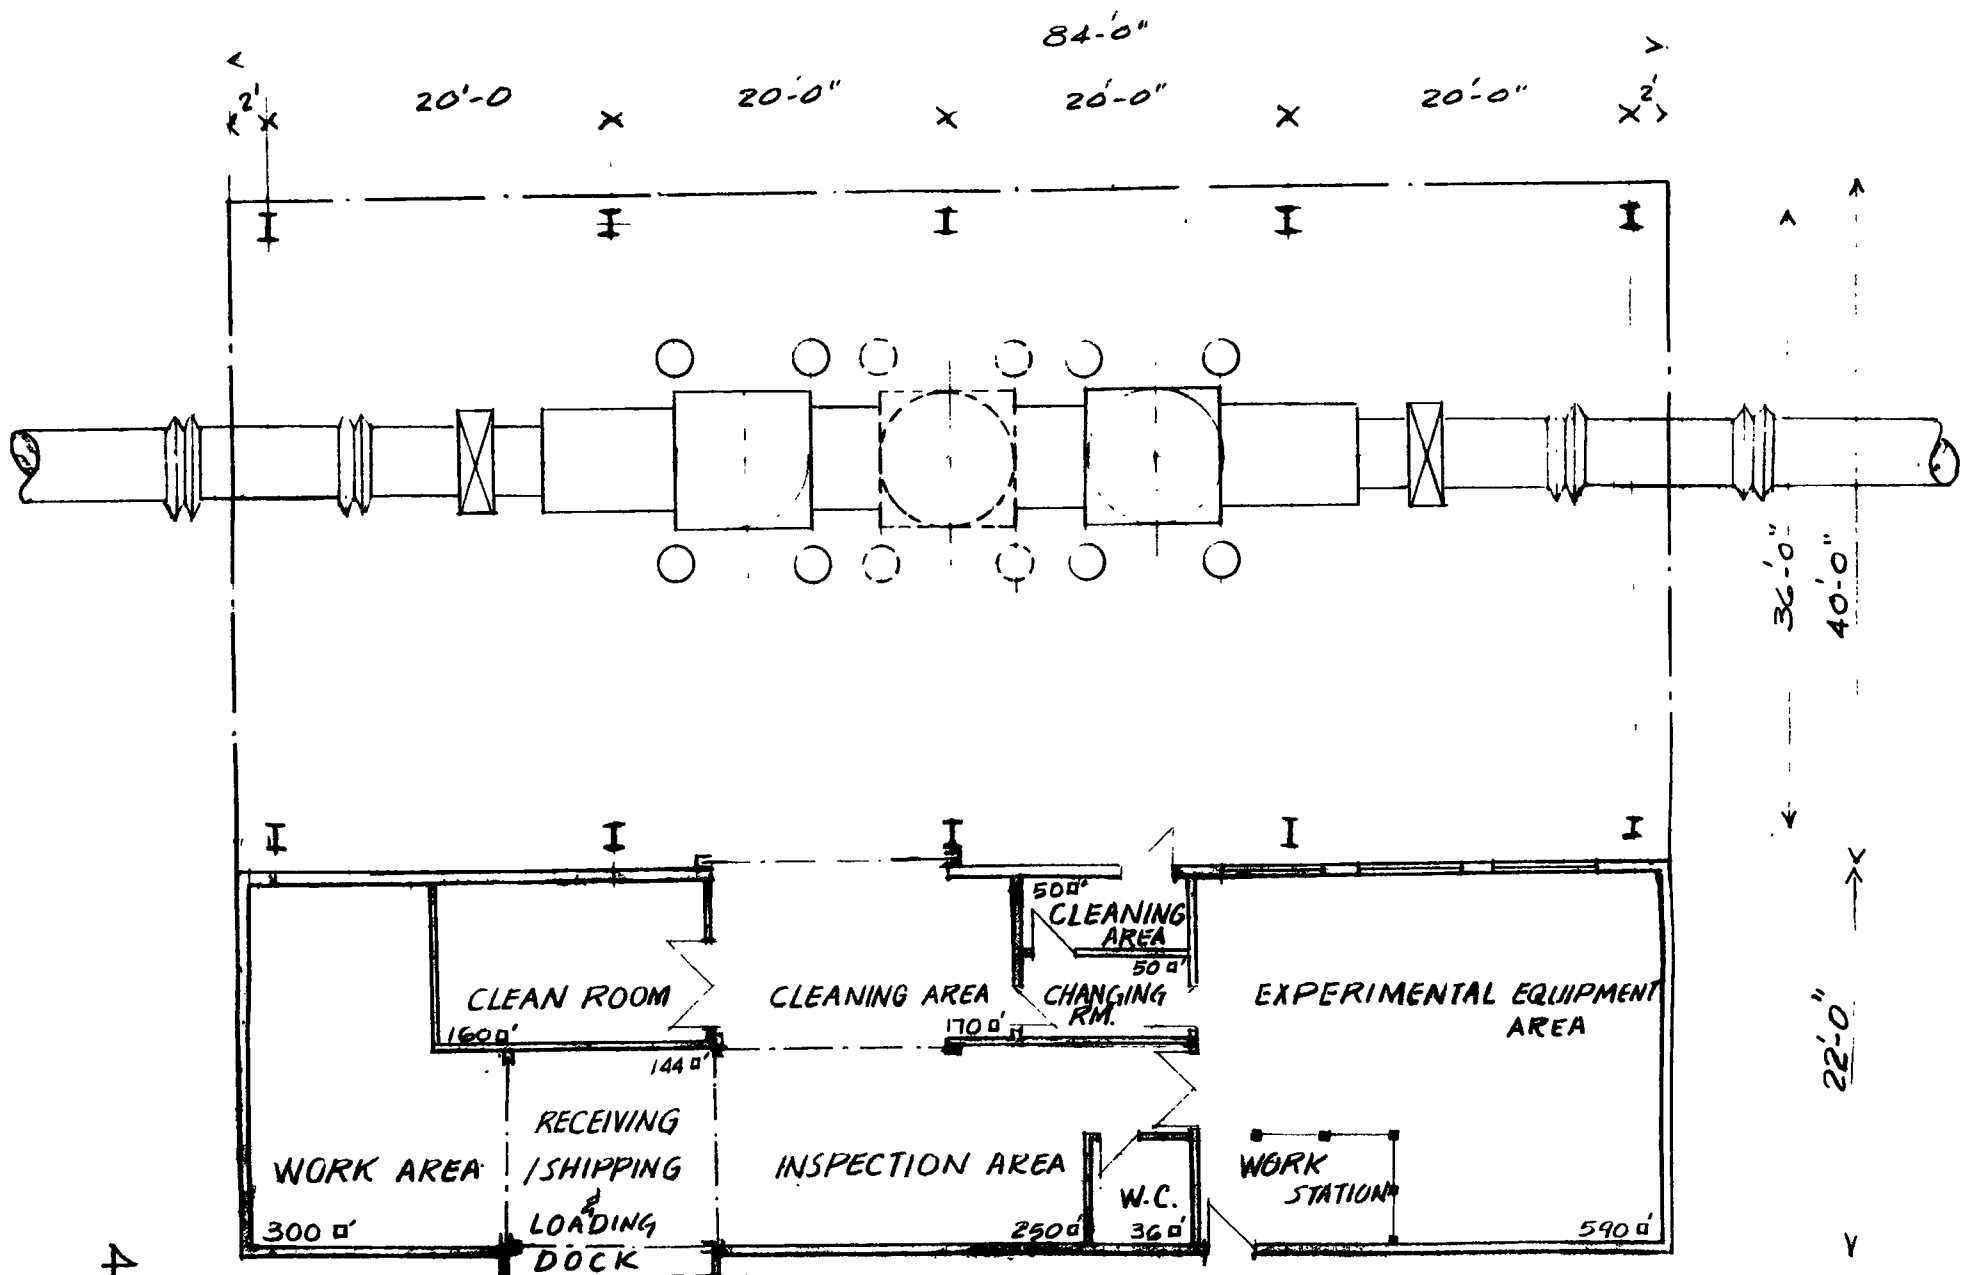 84'-0"
2' 20'-0 20'-0" 20'-0" 20'-0" 2'
36'-0"
40'-0"
50□'
CLEANING
AREA
50□'
CLEAN ROOM
160□'
CLEANING AREA
170□'
CHANGING
RM.
EXPERIMENTAL EQUIPMENT
AREA
22'-0"
144□'
RECEIVING
/SHIPPING
&
LOADING
DOCK
WORK AREA
300□'
INSPECTION AREA
250□'
W.C.
36□'
WORK
STATION
590□'
4